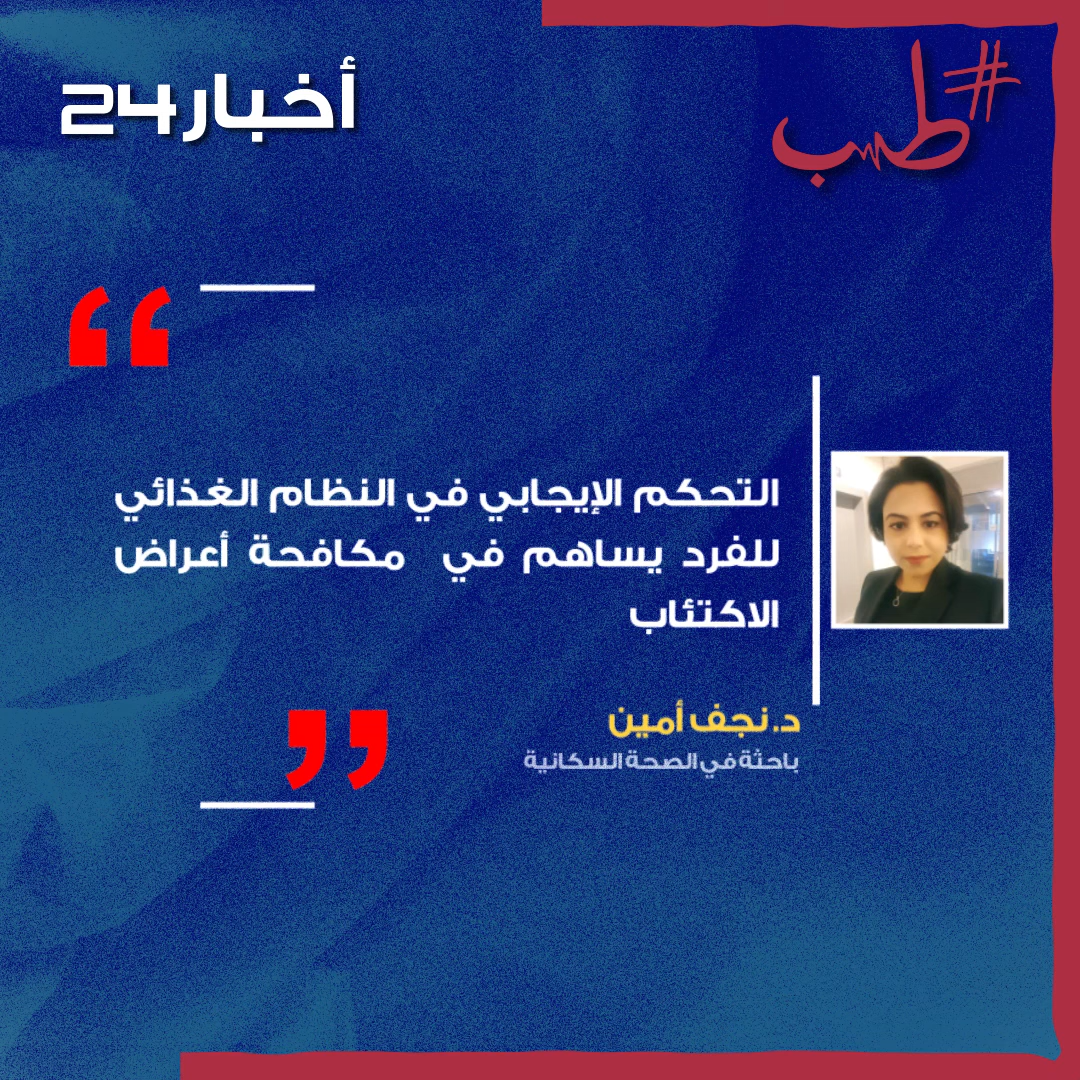 #طب
أخبار24
“
التحكم الإيجابي في النظام الغذائي
للفرد يساهم في مكافحة أعراض
الاكتئاب
”
د. نجف أمين
باحثة في الصحة السكانية